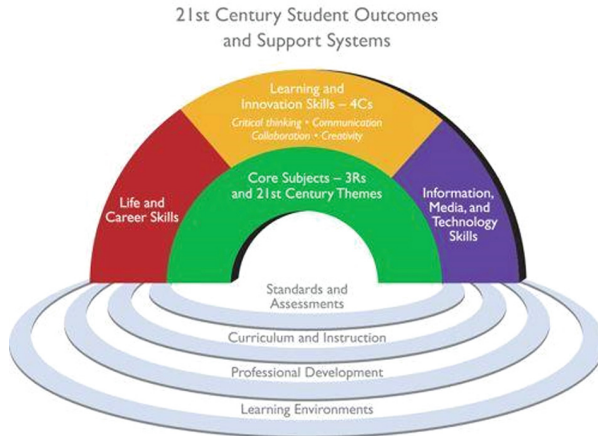 21st Century Student Outcomes
and Support Systems
Learning and
Innovation Skills – 4Cs
Critical thinking • Communication
Collaboration • Creativity
Core Subjects – 3Rs
and 21st Century Themes
Life and
Career Skills
Information,
Media, and
Technology
Skills
Standards and
Assessments
Curriculum and Instruction
Professional Development
Learning Environments